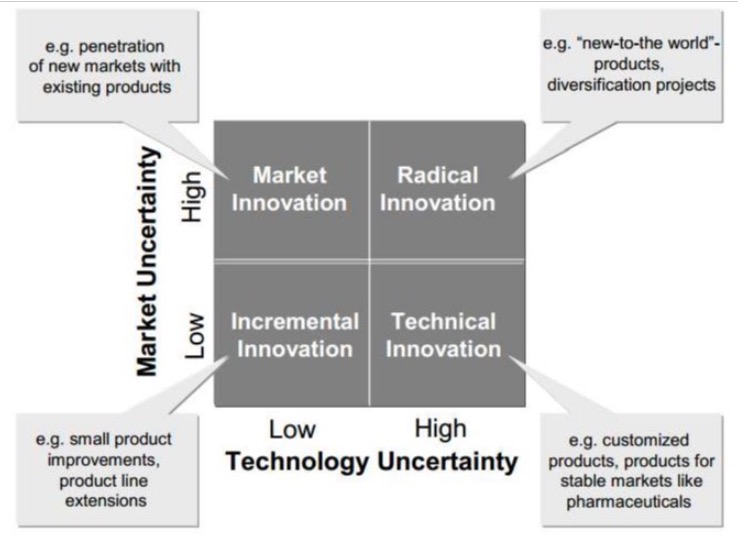 e.g. penetration
of new markets with
existing products
e.g. “new-to-the world”-
products,
diversification projects
Market Uncertainty
High
Low
Market
Innovation
Radical
Innovation
Incremental
Innovation
Technical
Innovation
Low
High
Technology Uncertainty
e.g. small product
improvements,
product line
extensions
e.g. customized
products, products for
stable markets like
pharmaceuticals